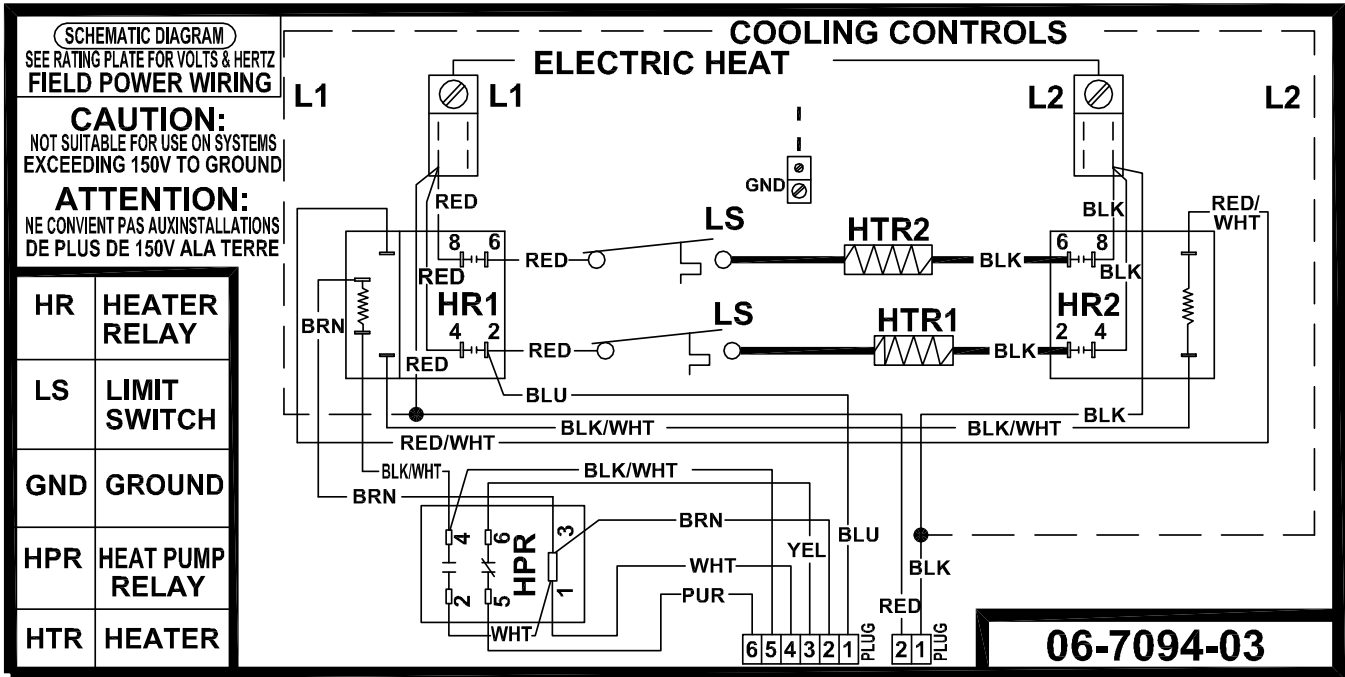 SCHEMATIC DIAGRAM
SEE RATING PLATE FOR VOLTS & HERTZ
FIELD POWER WIRING
CAUTION:
NOT SUITABLE FOR USE ON SYSTEMS
EXCEEDING 150V TO GROUND
ATTENTION:
NE CONVIENT PAS AUXINSTALLATIONS
DE PLUS DE 150V ALA TERRE
HR HEATER
RELAY
LS LIMIT
SWITCH
GND GROUND
HPR HEAT PUMP
RELAY
HTR HEATER
COOLING CONTROLS
ELECTRIC HEAT
L1 L1 L2 L2
GND
RED BLK RED/
WHT
LS HTR2
8 6 RED BLK 6 8
RED BLK
HR1 HR2
BRN
LS HTR1
4 2 RED BLK 2 4
RED
BLU
BLK
BLK/WHT BLK/WHT
RED/WHT
BLK/WHT BLK/WHT
BRN
4 6 3
HPR
2 5 1
BRN
BLU
YEL
WHT
BLK
PUR
RED
WHT
6 5 4 3 2 1 PLUG
2 1 PLUG
06-7094-03